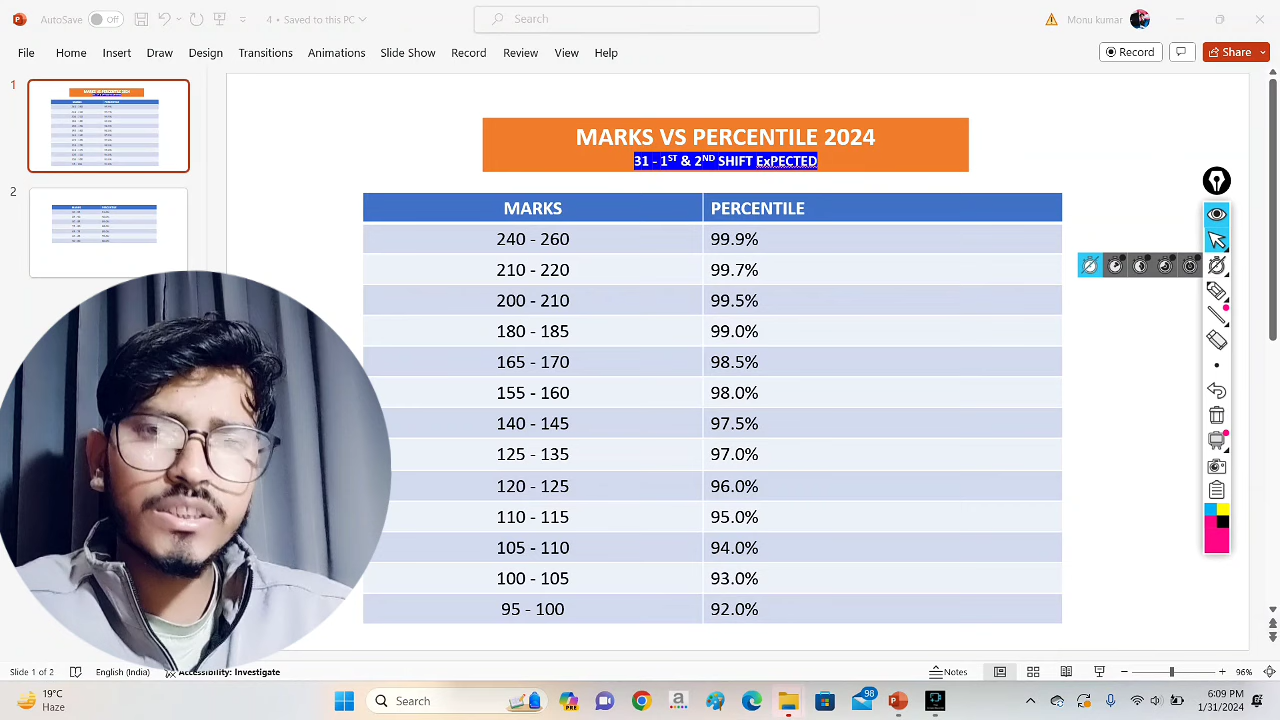 AutoSave Off
4 • Saved to this PC
Search
Monu kumar
File Home Insert Draw Design Transitions Animations Slide Show Record Review View Help
Record
Share
1
2
MARKS VS PERCENTILE 2024
31 - 1ST & 2ND SHIFT ExPECTED
MARKS PERCENTILE
240 - 260 99.9%
210 - 220 99.7%
200 - 210 99.5%
180 - 185 99.0%
165 - 170 98.5%
155 - 160 98.0%
140 - 145 97.5%
125 - 135 97.0%
120 - 125 96.0%
110 - 115 95.0%
105 - 110 94.0%
100 - 105 93.0%
95 - 100 92.0%
Slide 1 of 2 English (India) Accessibility: Investigate Notes 96%
19°C
Haze
Search
98
6:09 PM
1/31/2024